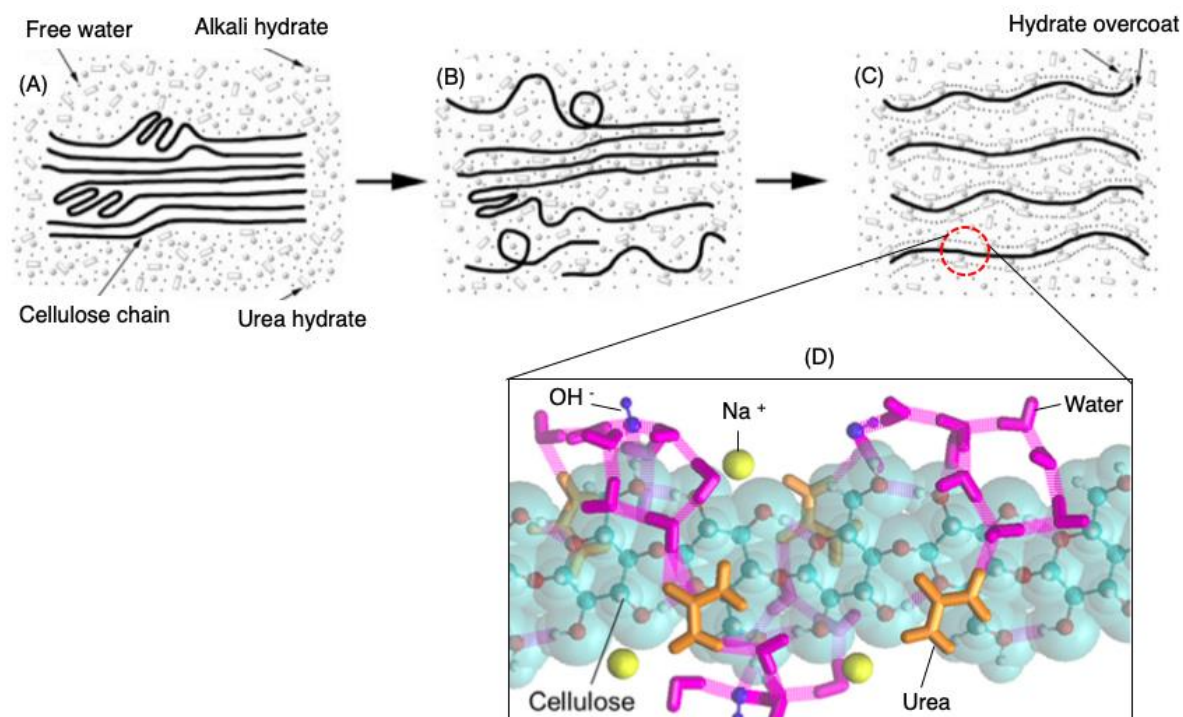 Free water
Alkali hydrate
Hydrate overcoat
(A)
(B)
(C)
Cellulose chain
Urea hydrate
(D)
OH -
Na +
Water
Cellulose
Urea